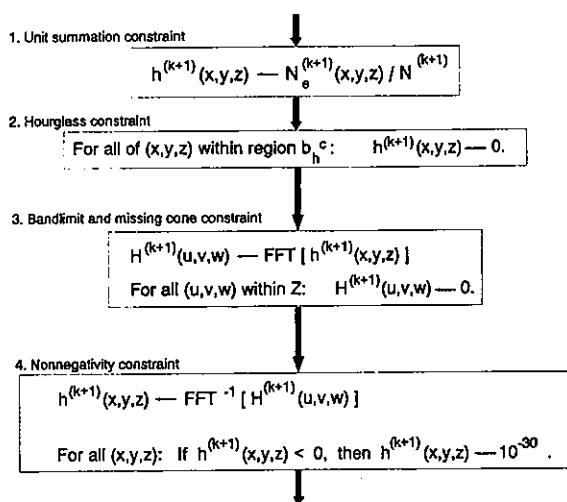 1. Unit summation constraint
h^(k+1)(x,y,z) — N_e^(k+1)(x,y,z) / N^(k+1)
2. Hourglass constraint
For all of (x,y,z) within region b_h^c: h^(k+1)(x,y,z) — 0.
3. Bandlimit and missing cone constraint
H^(k+1)(u,v,w) — FFT [ h^(k+1)(x,y,z) ]
For all (u,v,w) within Z: H^(k+1)(u,v,w) — 0.
4. Nonnegativity constraint
h^(k+1)(x,y,z) — FFT^-1 [ H^(k+1)(u,v,w) ]
For all (x,y,z): If h^(k+1)(x,y,z) < 0, then h^(k+1)(x,y,z) — 10^-30.